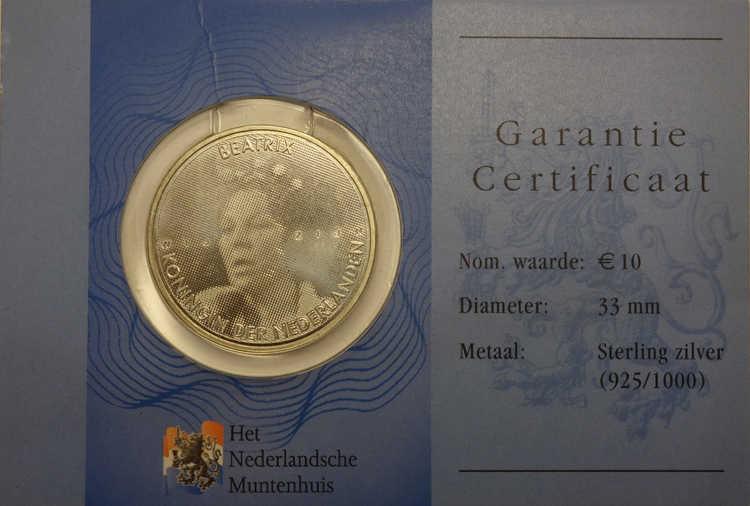 BEATRIX
KONINGIN DER NEDERLANDEN
Het
Nederlandsche
Muntenhuis
Garantie
Certificaat
Nom. waarde: €10
Diameter: 33 mm
Metaal: Sterling zilver
(925/1000)